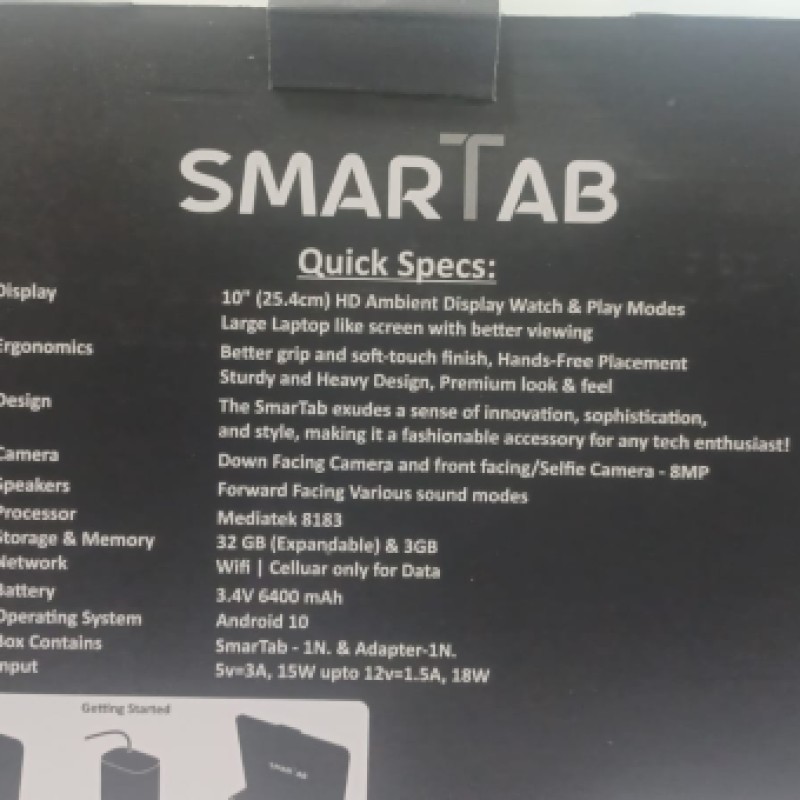 SMARTAB
Quick Specs:
Display 10" (25.4cm) HD Ambient Display Watch & Play Modes
Large Laptop like screen with better viewing
Ergonomics Better grip and soft-touch finish, Hands-Free Placement
Sturdy and Heavy Design, Premium look & feel
Design The SmarTab exudes a sense of innovation, sophistication,
and style, making it a fashionable accessory for any tech enthusiast!
Camera Down Facing Camera and front facing/Selfie Camera - 8MP
Speakers Forward Facing Various sound modes
Processor Mediatek 8183
Storage & Memory 32 GB (Expandable) & 3GB
Network Wifi | Celluar only for Data
Battery 3.4V 6400 mAh
Operating System Android 10
Box Contains SmarTab - 1N. & Adapter-1N.
Input 5v=3A, 15W upto 12v=1.5A, 18W
Getting Started
SMARTAB